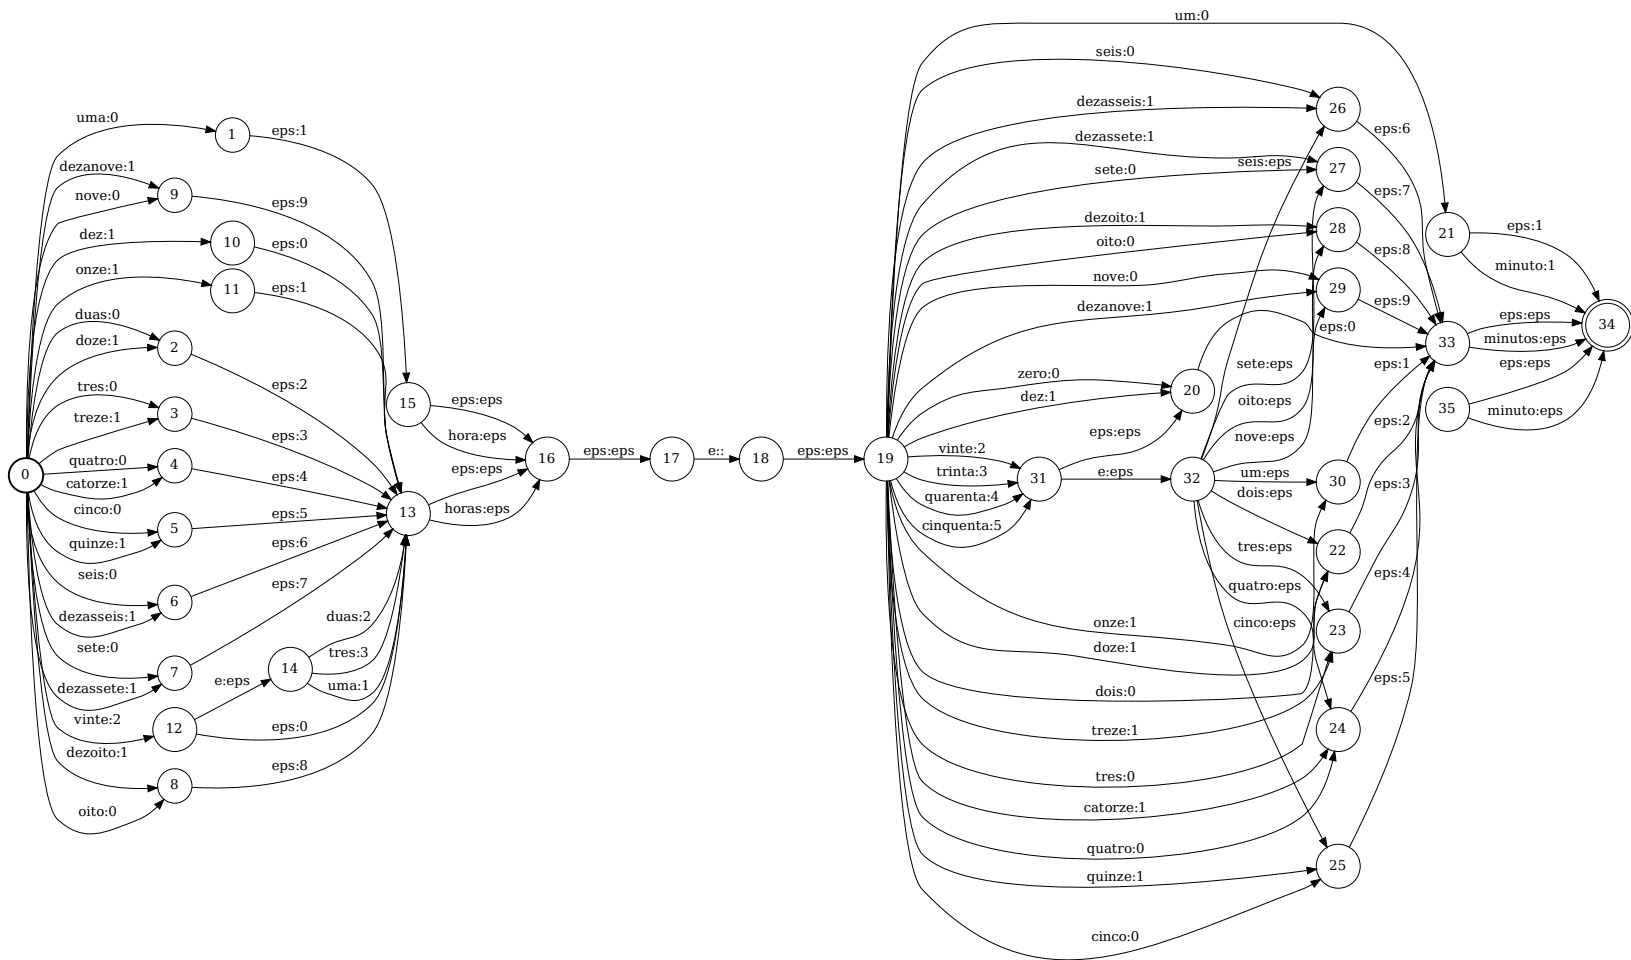 um:0
seis:0
dezasseis:1
26
uma:0
1
eps:1
eps:6
dezassete:1
seis:eps
27
dezanove:1
sete:0
eps:7
nove:0
9
eps:9
dezoito:1
28
21
eps:1
dez:1
10
eps:0
oito:0
eps:8
minuto:1
onze:1
11
eps:1
nove:0
29
dezanove:1
eps:9
duas:0
doze:1
2
eps:0
33
eps:eps
34
minutos:eps
tres:0
eps:2
zero:0
sete:eps
eps:1
eps:eps
treze:1
3
15
eps:eps
dez:1
20
oito:eps
35
minuto:eps
hora:eps
eps:3
eps:eps
nove:eps
eps:2
quatro:0
4
0
catorze:1
eps:4
eps:eps
16
eps:eps
17
e::
18
eps:eps
19
vinte:2
trinta:3
31
e:eps
32
um:eps
30
dois:eps
eps:3
quarenta:4
cinco:0
5
eps:5
13
horas:eps
cinquenta:5
quinze:1
eps:6
tres:eps
22
seis:0
eps:7
quatro:eps
eps:4
dezasseis:1
6
duas:2
onze:1
cinco:eps
23
sete:0
tres:3
doze:1
7
e:eps
14
uma:1
dois:0
eps:5
dezassete:1
vinte:2
12
eps:0
treze:1
24
dezoito:1
eps:8
tres:0
8
oito:0
catorze:1
quatro:0
25
quinze:1
cinco:0